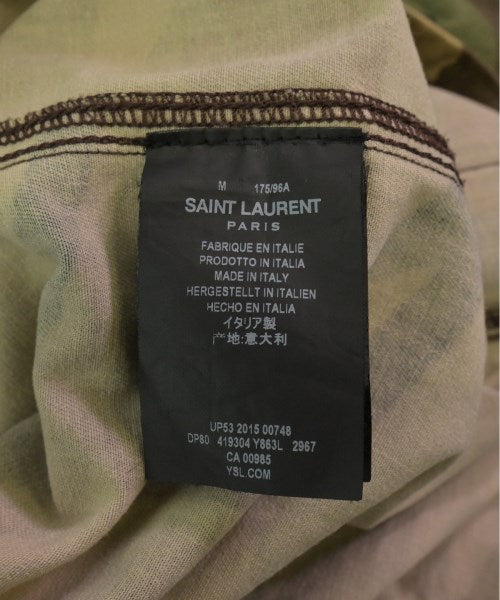 M 175/96A
SAINT LAURENT
PARIS
FABRIQUE EN ITALIE
PRODOTTO IN ITALIA
MADE IN ITALY
HERGESTELLT IN ITALIEN
HECHO EN ITALIA
イタリア製
产地:意大利
UP53 2015 00748
DP80 419304 Y863L 2967
CA 00985
YSL.COM